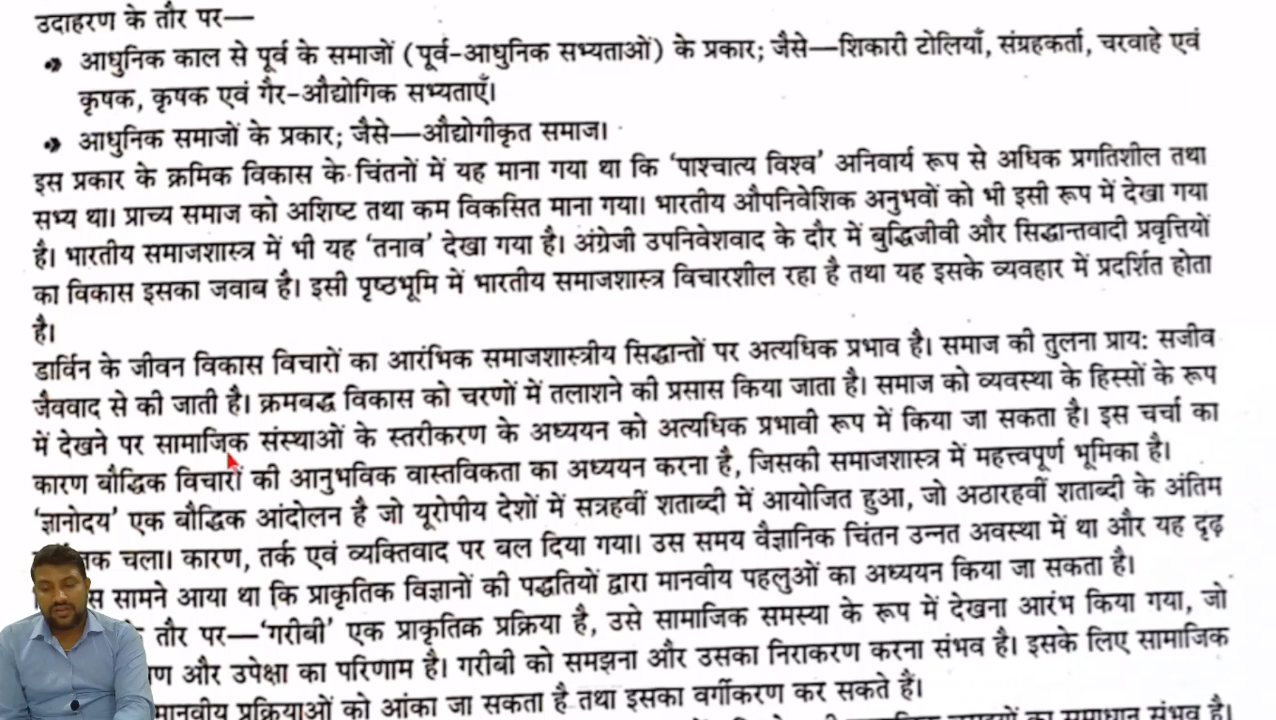 उदाहरण के तौर पर—
आधुनिक काल से पूर्व के समाजों (पूर्व-आधुनिक सभ्यताओं) के प्रकार; जैसे—शिकारी टोलियाँ, संग्रहकर्ता, चरवाहे एवं
कृषक, कृषक एवं गैर-औद्योगिक सभ्यताएँ।
आधुनिक समाजों के प्रकार; जैसे—औद्योगीकृत समाज।
इस प्रकार के क्रमिक विकास के चिंतनों में यह माना गया था कि ‘पाश्चात्य विश्व’ अनिवार्य रूप से अधिक प्रगतिशील तथा
सभ्य था। प्राच्य समाज को अशिष्ट तथा कम विकसित माना गया। भारतीय औपनिवेशिक अनुभवों को भी इसी रूप में देखा गया
है। भारतीय समाजशास्त्र में भी यह ‘तनाव’ देखा गया है। अंग्रेजी उपनिवेशवाद के दौर में बुद्धिजीवी और सिद्धान्तवादी प्रवृत्तियों
का विकास इसका जवाब है। इसी पृष्ठभूमि में भारतीय समाजशास्त्र विचारशील रहा है तथा यह इसके व्यवहार में प्रदर्शित होता
है।
डार्विन के जीवन विकास विचारों का आरंभिक समाजशास्त्रीय सिद्धान्तों पर अत्यधिक प्रभाव है। समाज की तुलना प्राय: सजीव
जैववाद से की जाती है। क्रमबद्ध विकास को चरणों में तलाशने की प्रसास किया जाता है। समाज को व्यवस्था के हिस्सों के रूप
में देखने पर सामाजिक संस्थाओं के स्तरीकरण के अध्ययन को अत्यधिक प्रभावी रूप में किया जा सकता है। इस चर्चा का
कारण बौद्धिक विचारों की आनुभविक वास्तविकता का अध्ययन करना है, जिसकी समाजशास्त्र में महत्त्वपूर्ण भूमिका है।
‘ज्ञानोदय’ एक बौद्धिक आंदोलन है जो यूरोपीय देशों में सत्रहवीं शताब्दी में आयोजित हुआ, जो अठारहवीं शताब्दी के अंतिम
तक चला। कारण, तर्क एवं व्यक्तिवाद पर बल दिया गया। उस समय वैज्ञानिक चिंतन उन्नत अवस्था में था और यह दृढ़
सामने आया था कि प्राकृतिक विज्ञानों की पद्धतियों द्वारा मानवीय पहलुओं का अध्ययन किया जा सकता है।
तौर पर—‘गरीबी’ एक प्राकृतिक प्रक्रिया है, उसे सामाजिक समस्या के रूप में देखना आरंभ किया गया, जो
और उपेक्षा का परिणाम है। गरीबी को समझना और उसका निराकरण करना संभव है। इसके लिए सामाजिक
मानवीय प्रक्रियाओं को आंका जा सकता है तथा इसका वर्गीकरण कर सकते हैं।
का समाधान संभव है।